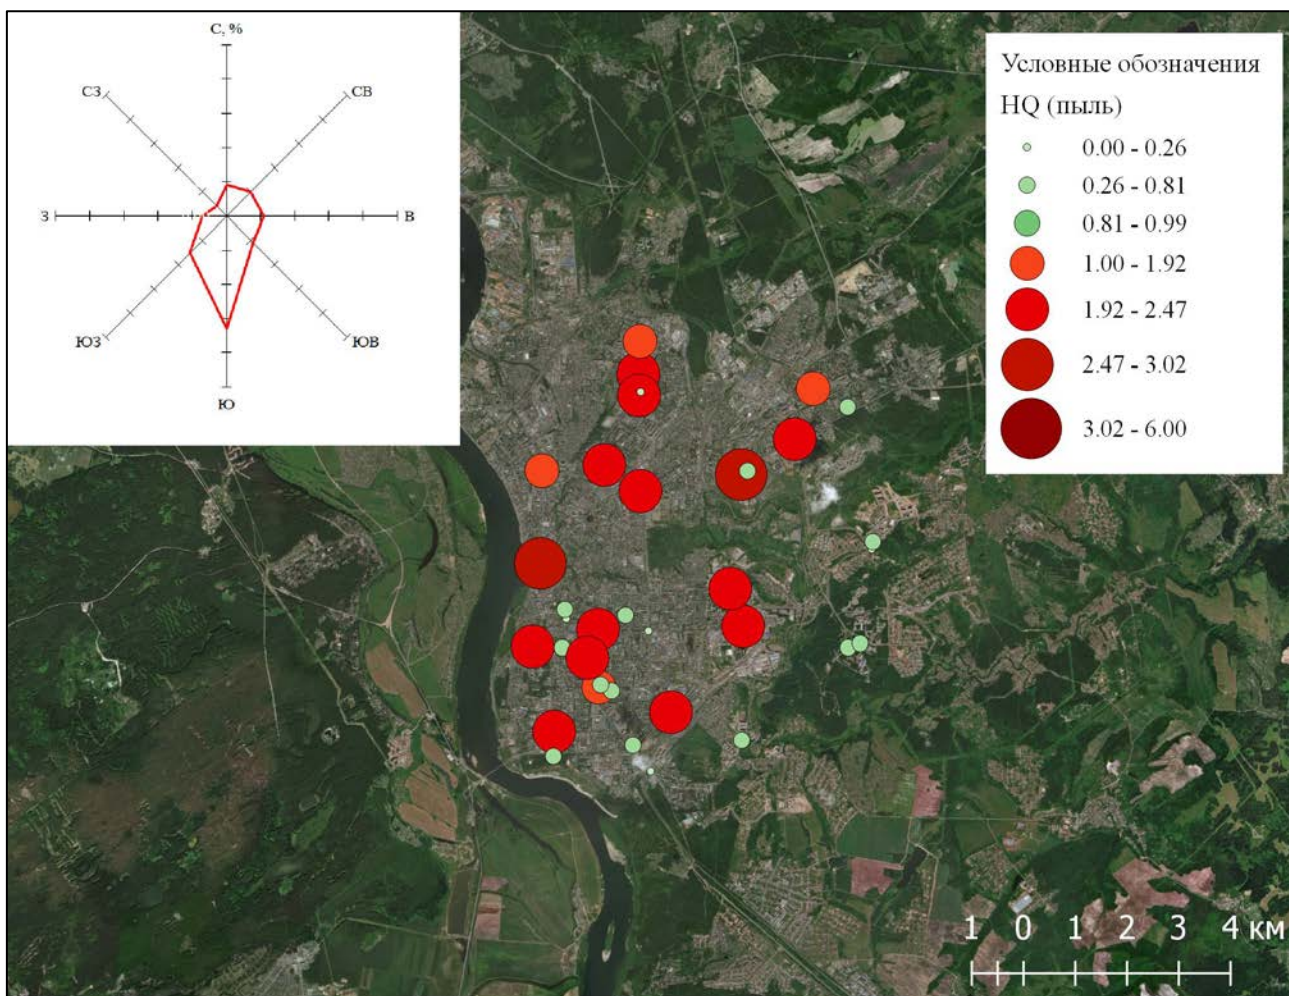 С, %
СЗ
СВ
З
В
ЮЗ
ЮВ
Ю
Условные обозначения
HQ (пыль)
0.00 - 0.26
0.26 - 0.81
0.81 - 0.99
1.00 - 1.92
1.92 - 2.47
2.47 - 3.02
3.02 - 6.00
1 0 1 2 3 4 км